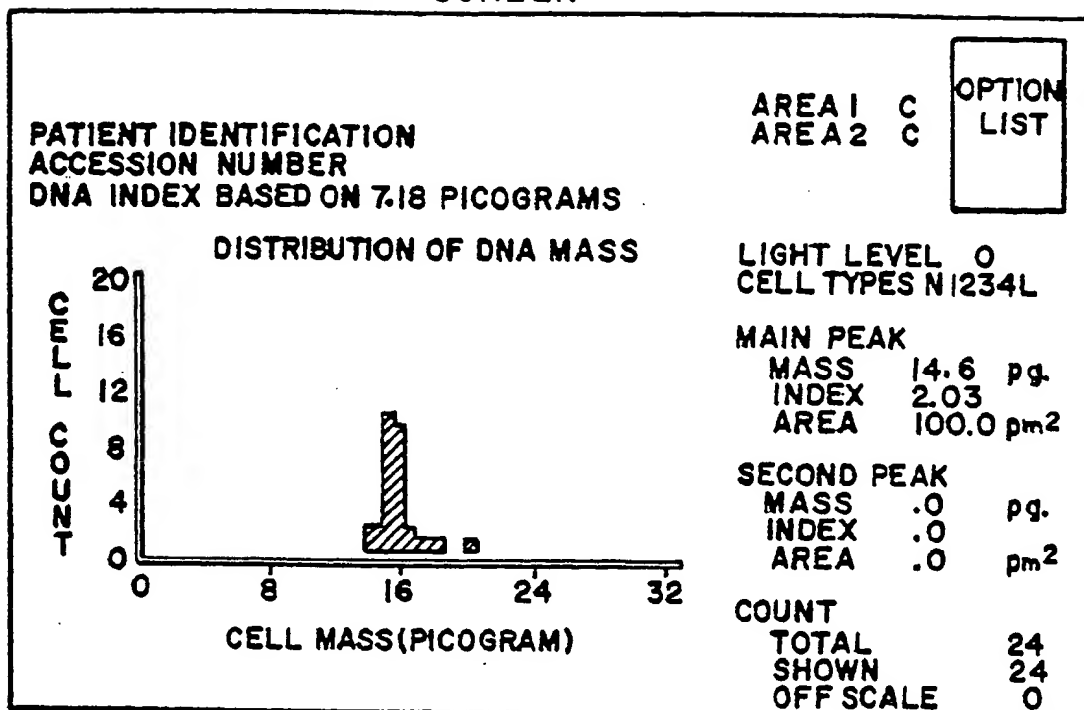 AREA 1 C
AREA 2 C
OPTION
LIST
PATIENT IDENTIFICATION
ACCESSION NUMBER
DNA INDEX BASED ON 7.18 PICOGRAMS
DISTRIBUTION OF DNA MASS
CELL COUNT
20
16
12
8
4
0
0 8 16 24 32
CELL MASS(PICOGRAM)
LIGHT LEVEL 0
CELL TYPES N1234L
MAIN PEAK
MASS 14.6 pg.
INDEX 2.03
AREA 100.0 pm2
SECOND PEAK
MASS .0 pg.
INDEX .0
AREA .0 pm2
COUNT
TOTAL 24
SHOWN 24
OFF SCALE 0